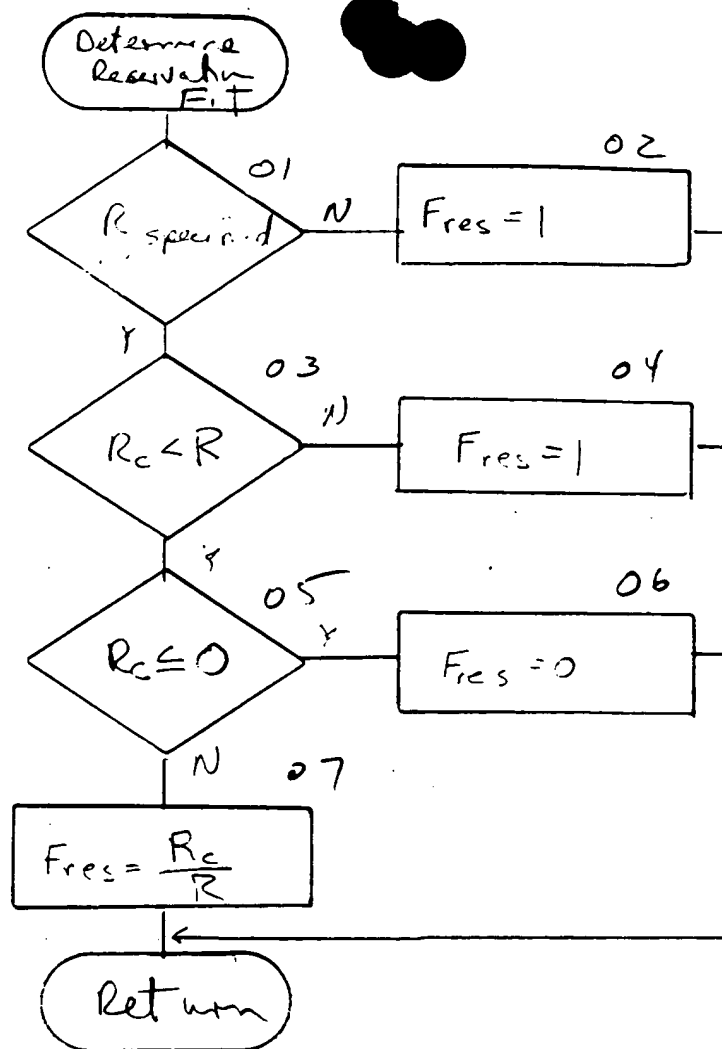 Determine
Reservation
Fit
01
R specified
N
02
Fres = 1
Y
03
Rc < R
N
04
Fres = 1
Y
05
Rc ≤ 0
Y
06
Fres = 0
N
07
Fres = Rc
R
Return